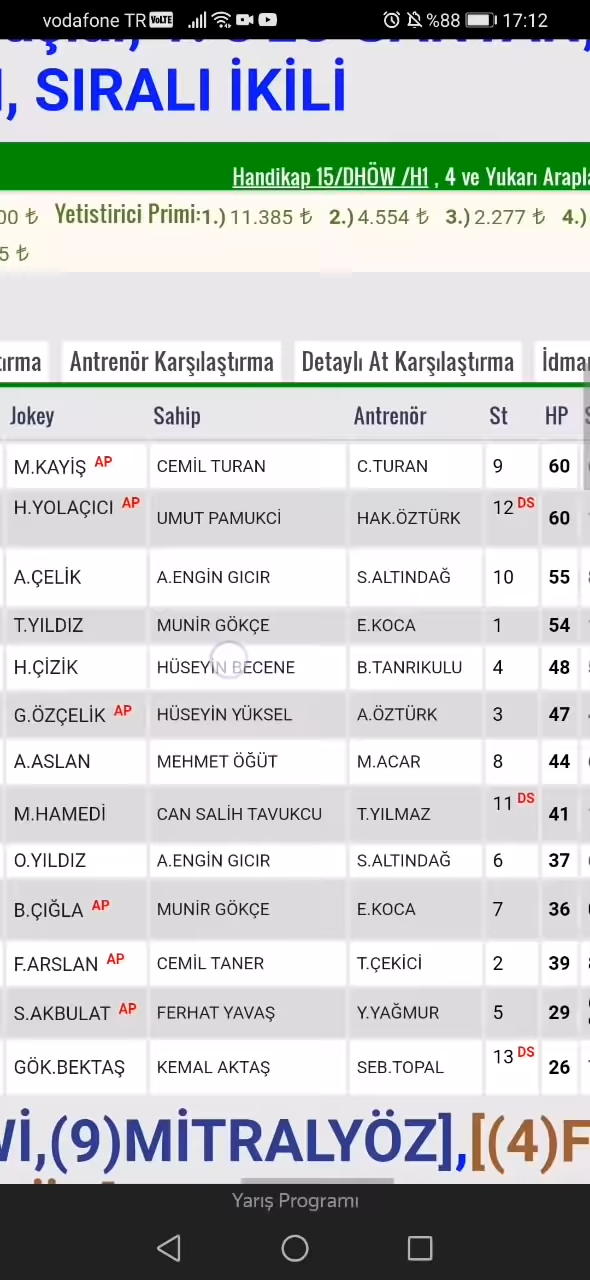 vodafone TR VoLTE %88 17:12
, SIRALI İKİLİ
Handikap 15/DHÖW /H1 , 4 ve Yukarı Arapla
00 ₺ Yetistirici Primi:1.) 11.385 ₺ 2.) 4.554 ₺ 3.) 2.277 ₺ 4.)
5 ₺
tırma Antrenör Karşılaştırma Detaylı At Karşılaştırma İdma
Jokey Sahip Antrenör St HP
M.KAYİŞ AP CEMİL TURAN C.TURAN 9 60
H.YOLAÇICI AP UMUT PAMUKCİ HAK.ÖZTÜRK 12 DS 60
A.ÇELİK A.ENGİN GICIR S.ALTINDAĞ 10 55
T.YILDIZ MUNİR GÖKÇE E.KOCA 1 54
H.ÇİZİK HÜSEYİN BECENE B.TANRIKULU 4 48
G.ÖZÇELİK AP HÜSEYİN YÜKSEL A.ÖZTÜRK 3 47
A.ASLAN MEHMET ÖĞÜT M.ACAR 8 44
M.HAMEDİ CAN SALİH TAVUKCU T.YILMAZ 11 DS 41
O.YILDIZ A.ENGİN GICIR S.ALTINDAĞ 6 37
B.ÇIĞLA AP MUNİR GÖKÇE E.KOCA 7 36
F.ARSLAN AP CEMİL TANER T.ÇEKİCİ 2 39
S.AKBULAT AP FERHAT YAVAŞ Y.YAĞMUR 5 29
GÖK.BEKTAŞ KEMAL AKTAŞ SEB.TOPAL 13 DS 26
İ,(9)MİTRALYÖZ],[(4)F
Yarış Programı